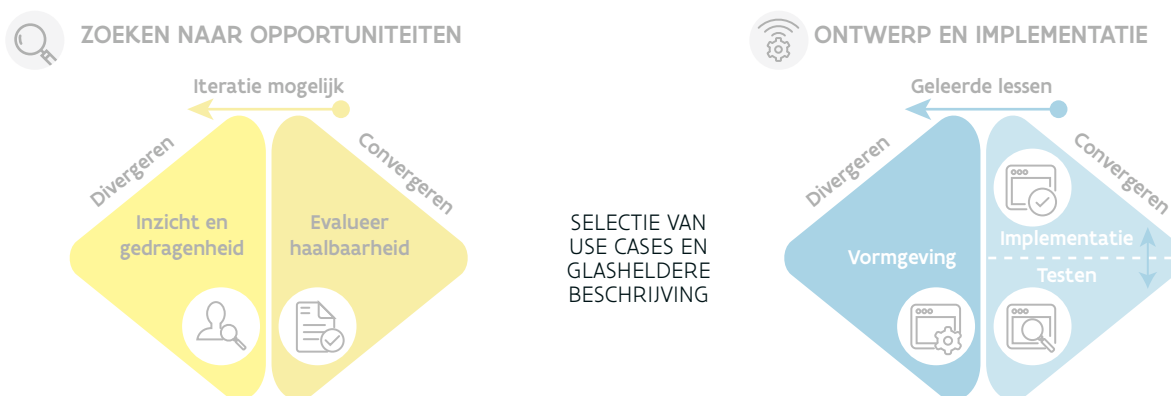 ZOEKEN NAAR OPPORTUNITEITEN
Iteratie mogelijk
Divergeren
Convergeren
Inzicht en
gedragenheid
Evalueer
haalbaarheid
SELECTIE VAN
USE CASES EN
GLASHELDERE
BESCHRIJVING
ONTWERP EN IMPLEMENTATIE
Geleerde lessen
Divergeren
Convergeren
Vormgeving
Implementatie
Testen